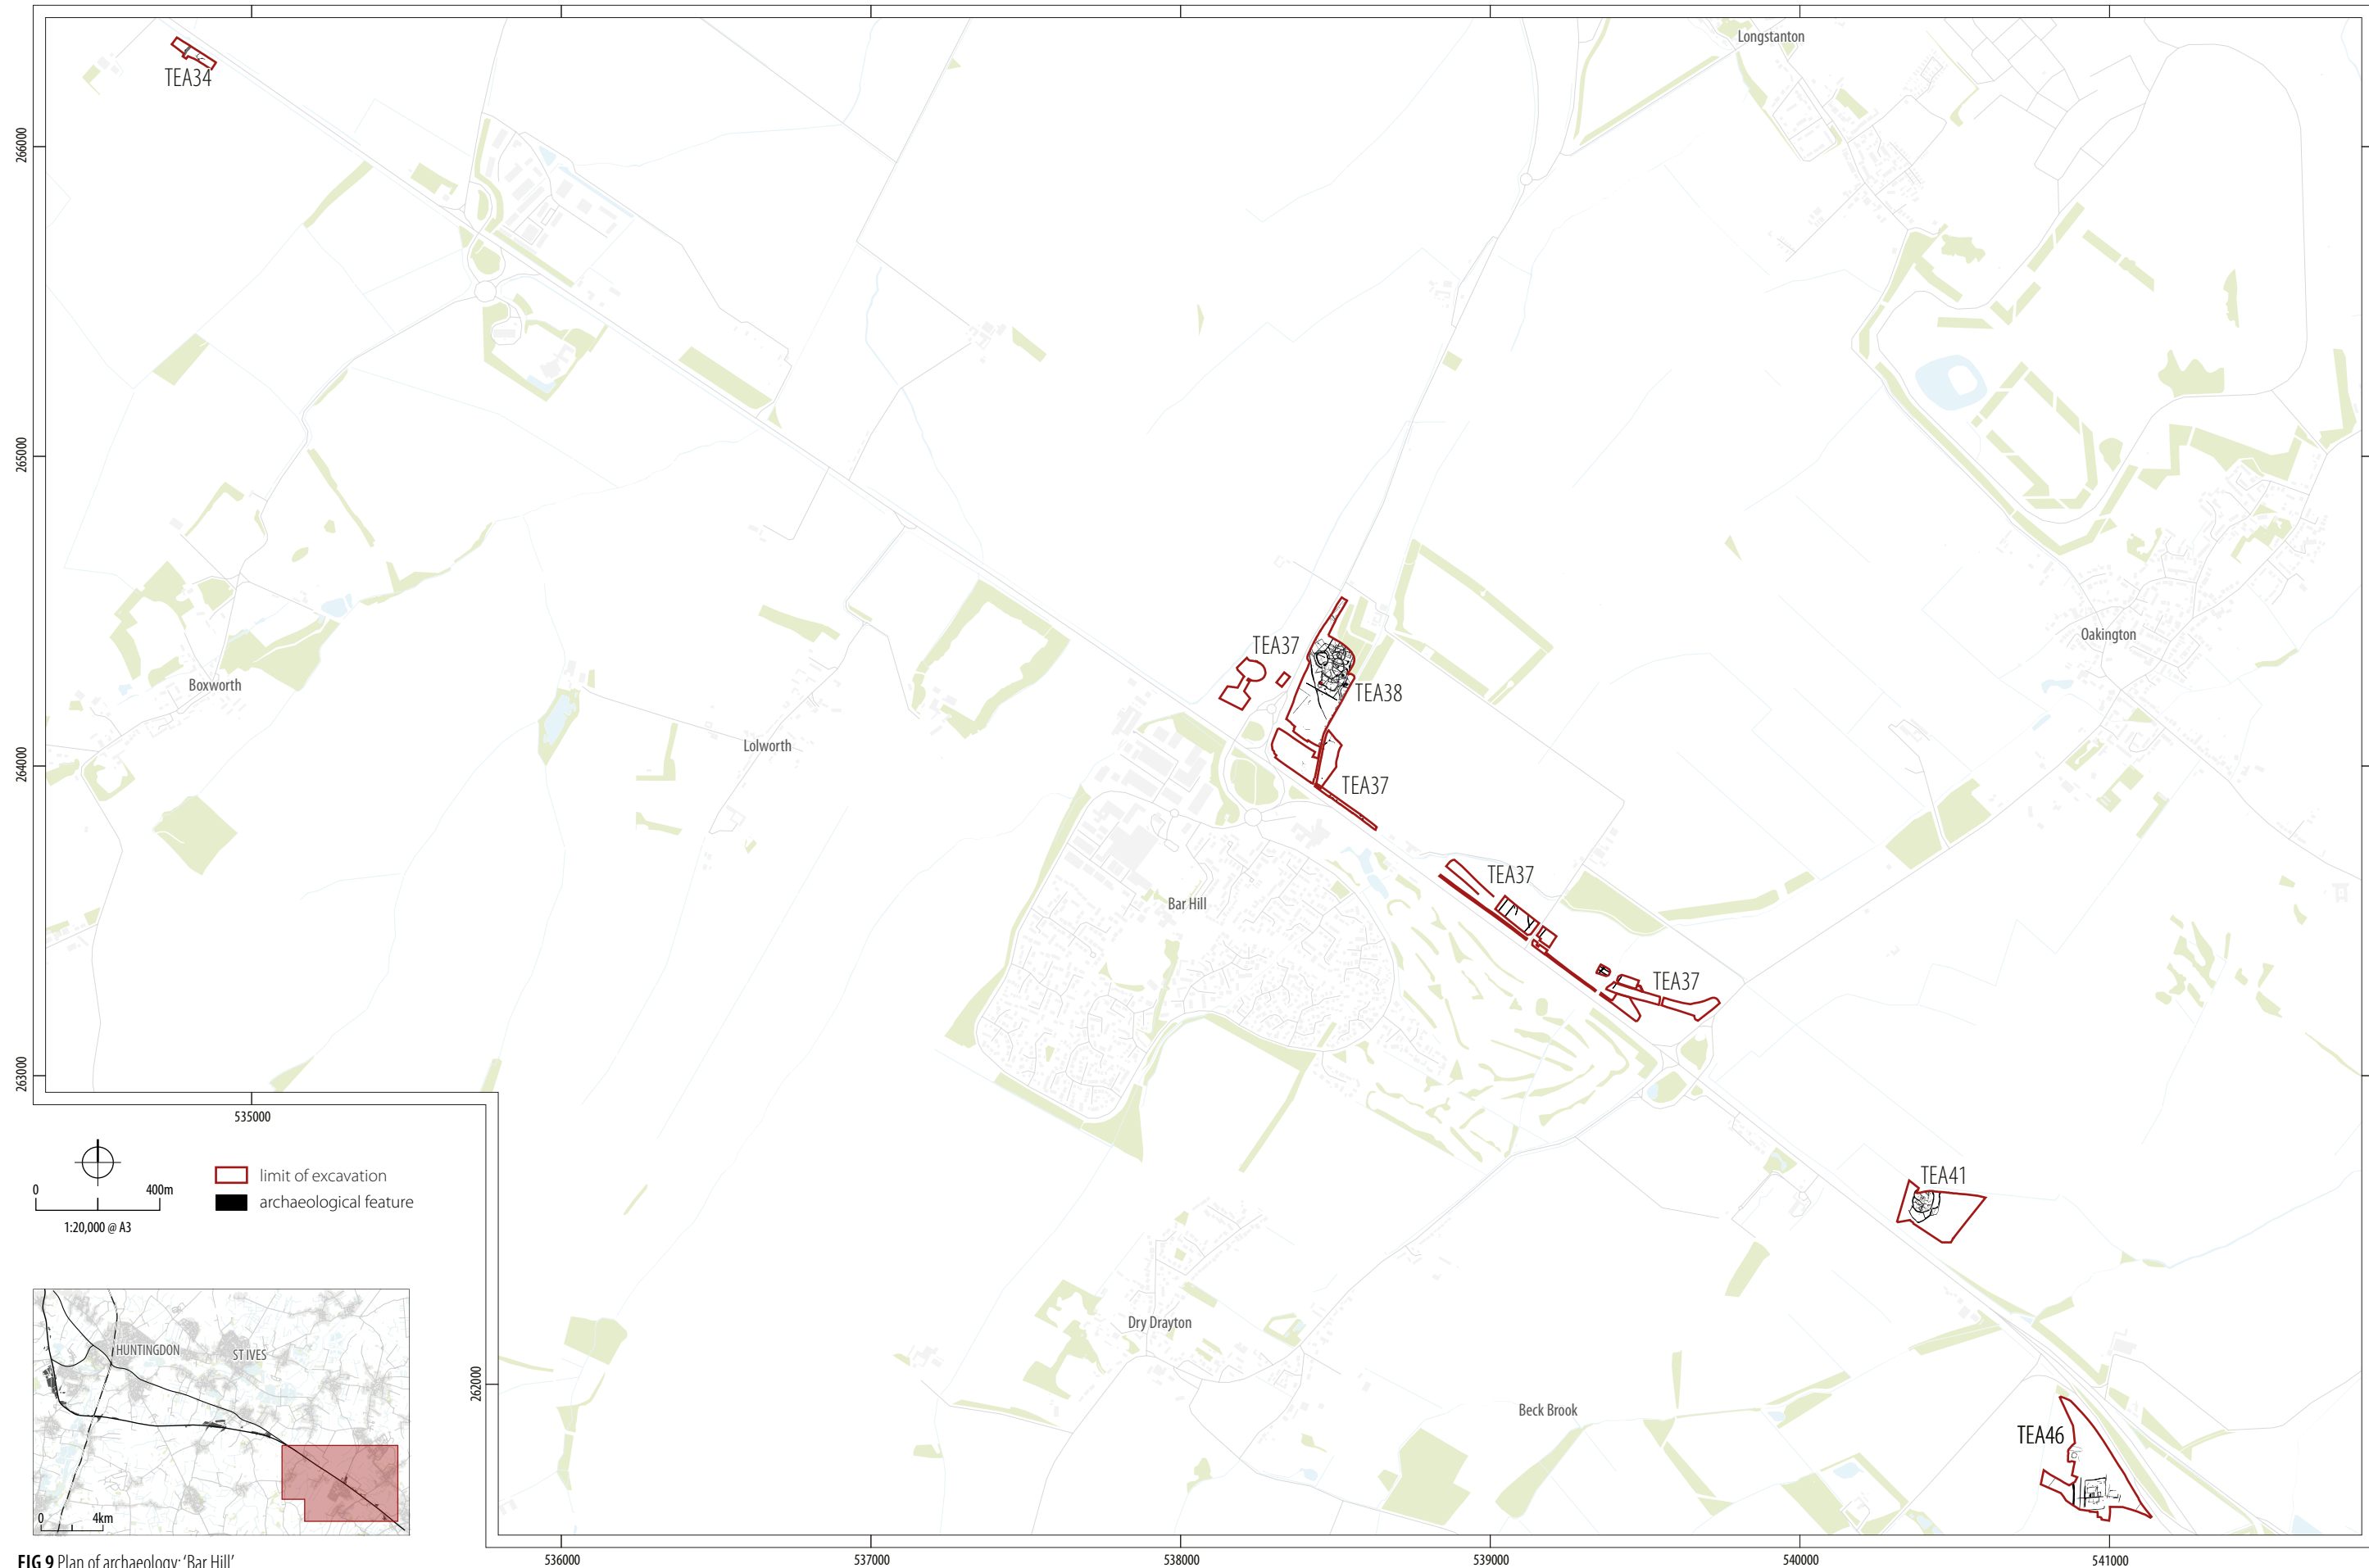 Longstanton
TEA34
266000
265000
Oakington
TEA37
Boxworth
TEA38
Lolworth
264000
TEA37
TEA37
Bar Hill
TEA37
263000
535000
TEA41
limit of excavation
0 400m
archaeological feature
1:20,000 @ A3
Dry Drayton
HUNTINGDON
ST IVES
262000
Beck Brook
TEA46
0 4km
536000 537000 538000 539000 540000 541000
FIG 9 Plan of archaeology: ‘Bar Hill’